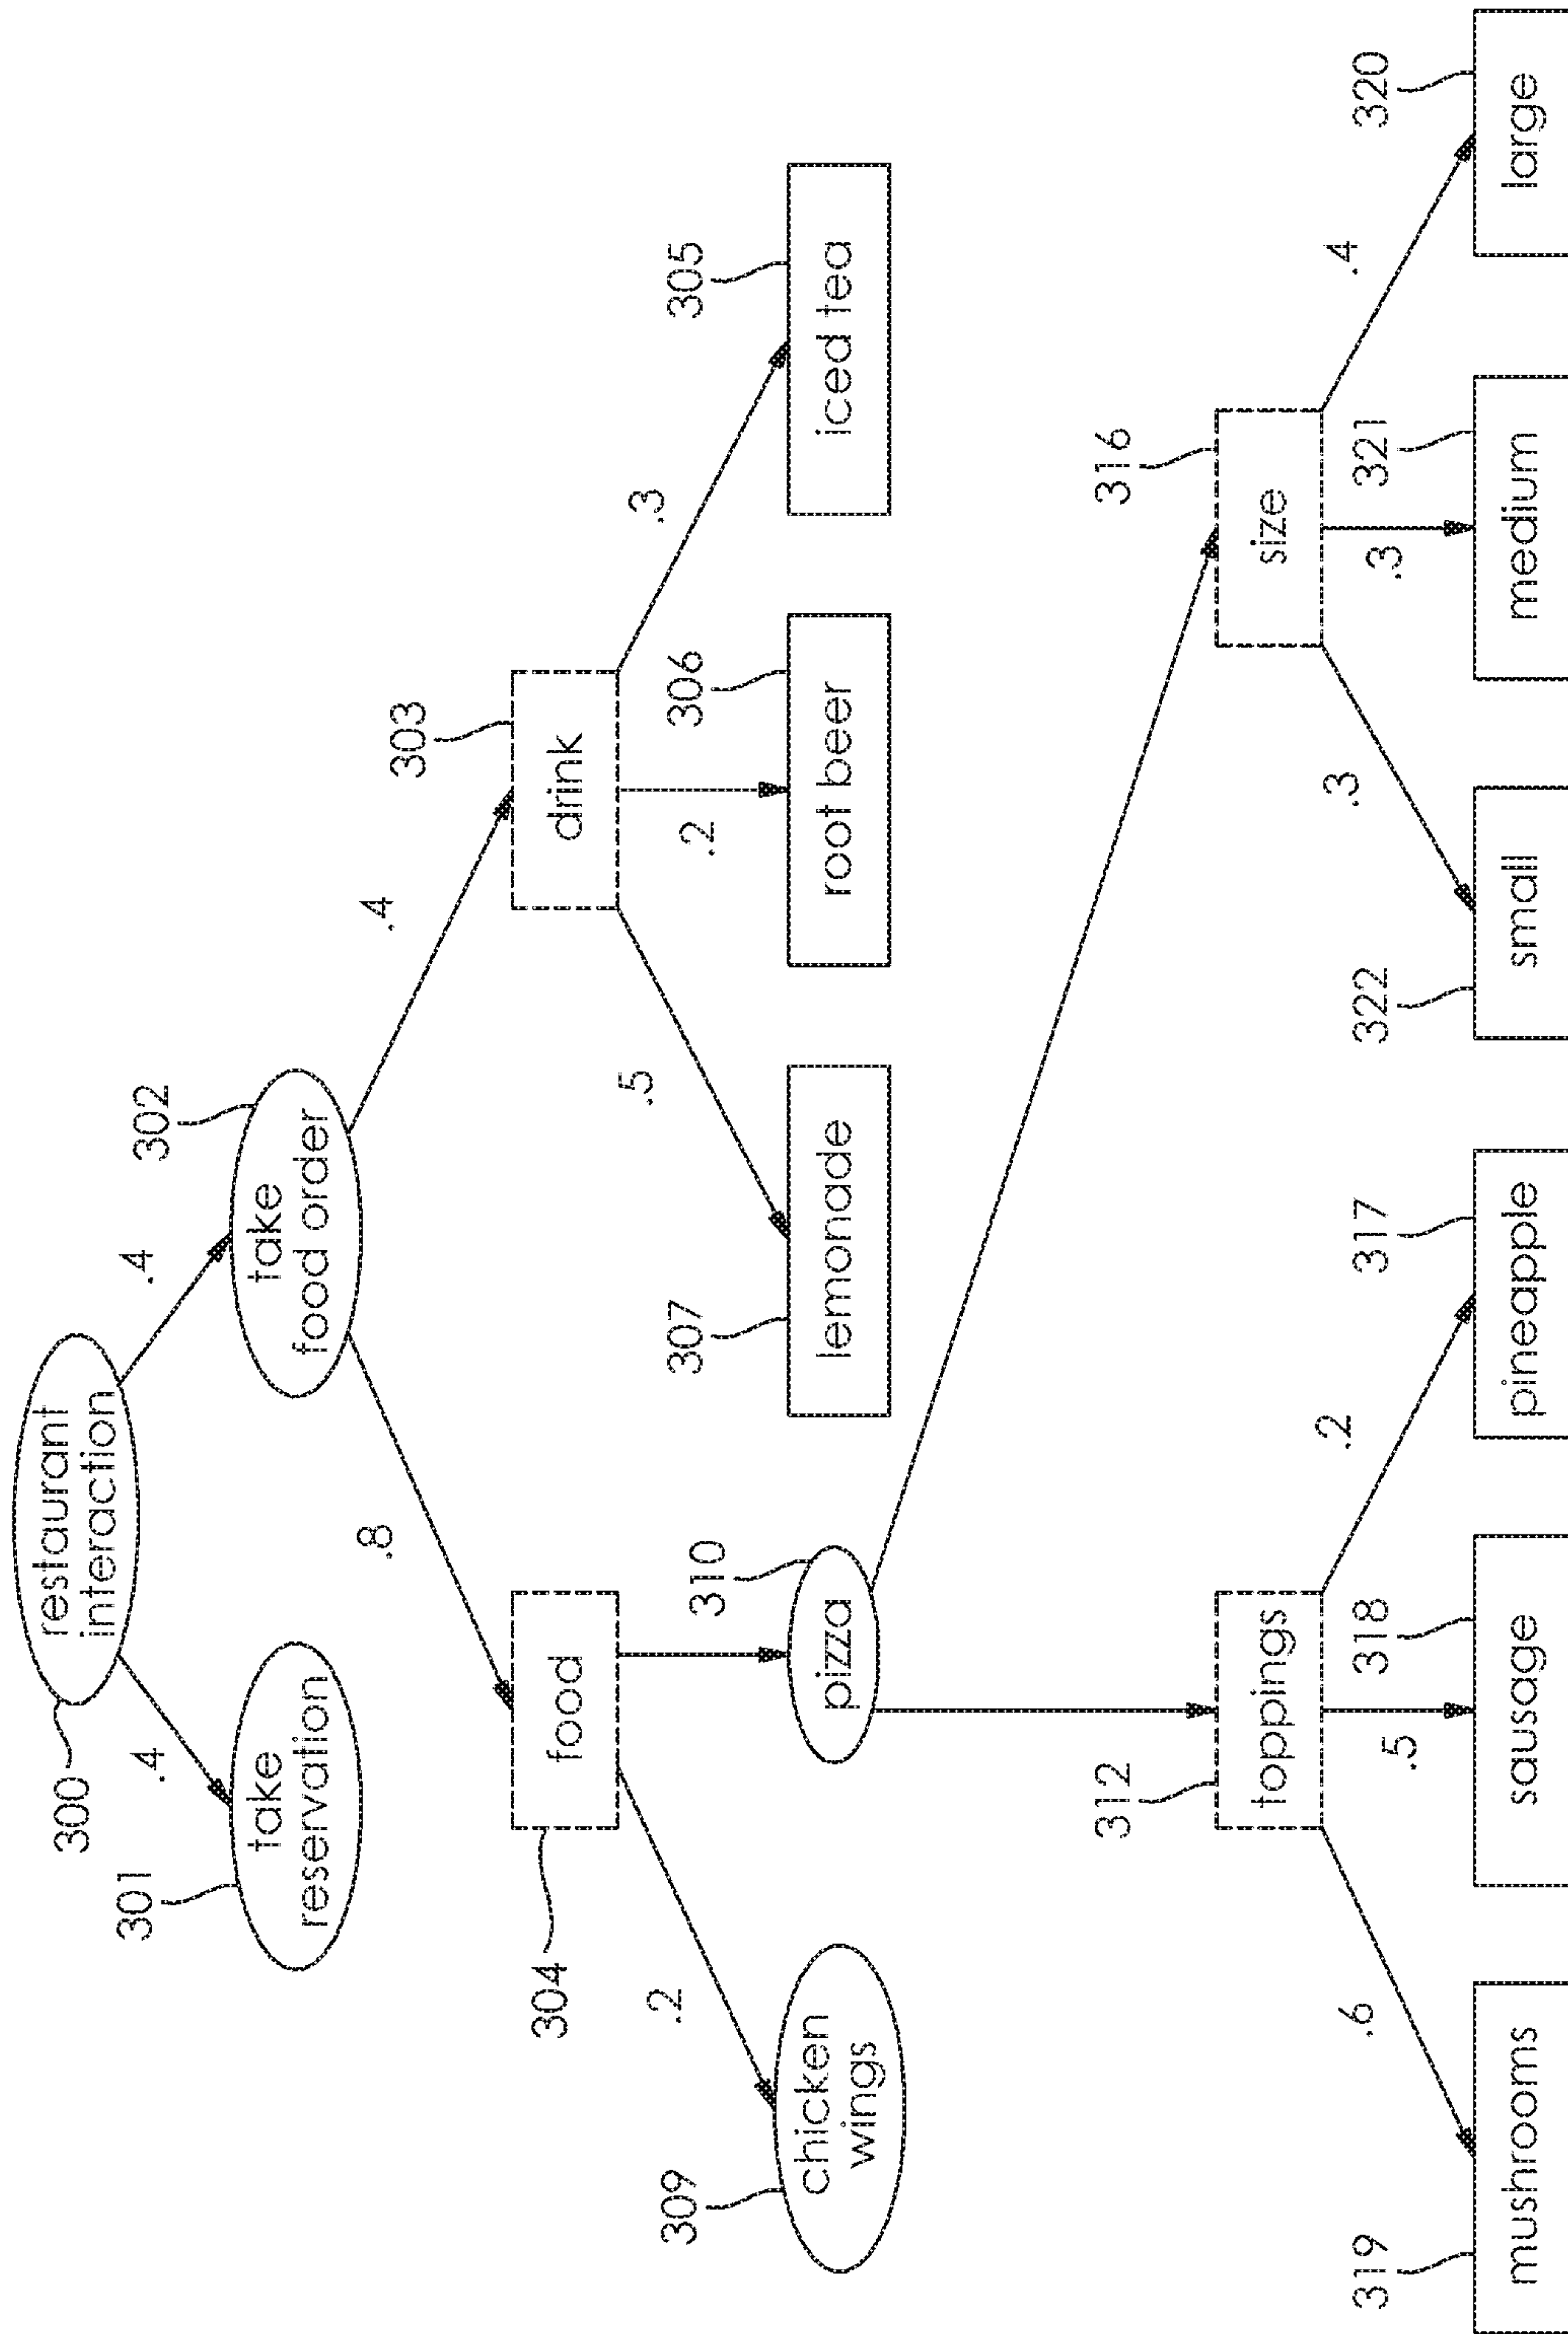 300
restaurant
interaction
.4
.4
301
take
reservation
302
take
food order
.8
.4
304
food
303
drink
.2
.5
.2
.3
309
chicken
wings
310
pizza
307
lemonade
306
root beer
305
iced tea
312
toppings
316
size
.6
.5
.2
.3
.3
.4
319
mushrooms
318
sausage
317
pineapple
322
small
321
medium
320
large